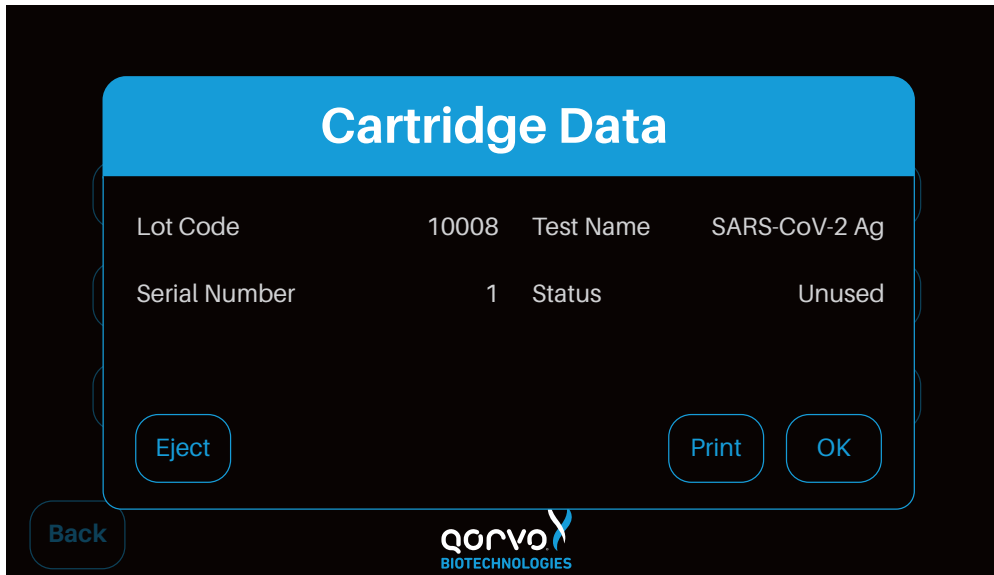 Cartridge Data
Lot Code 10008 Test Name SARS-CoV-2 Ag
Serial Number 1 Status Unused
Eject Print OK
Back
QORVO
BIOTECHNOLOGIES